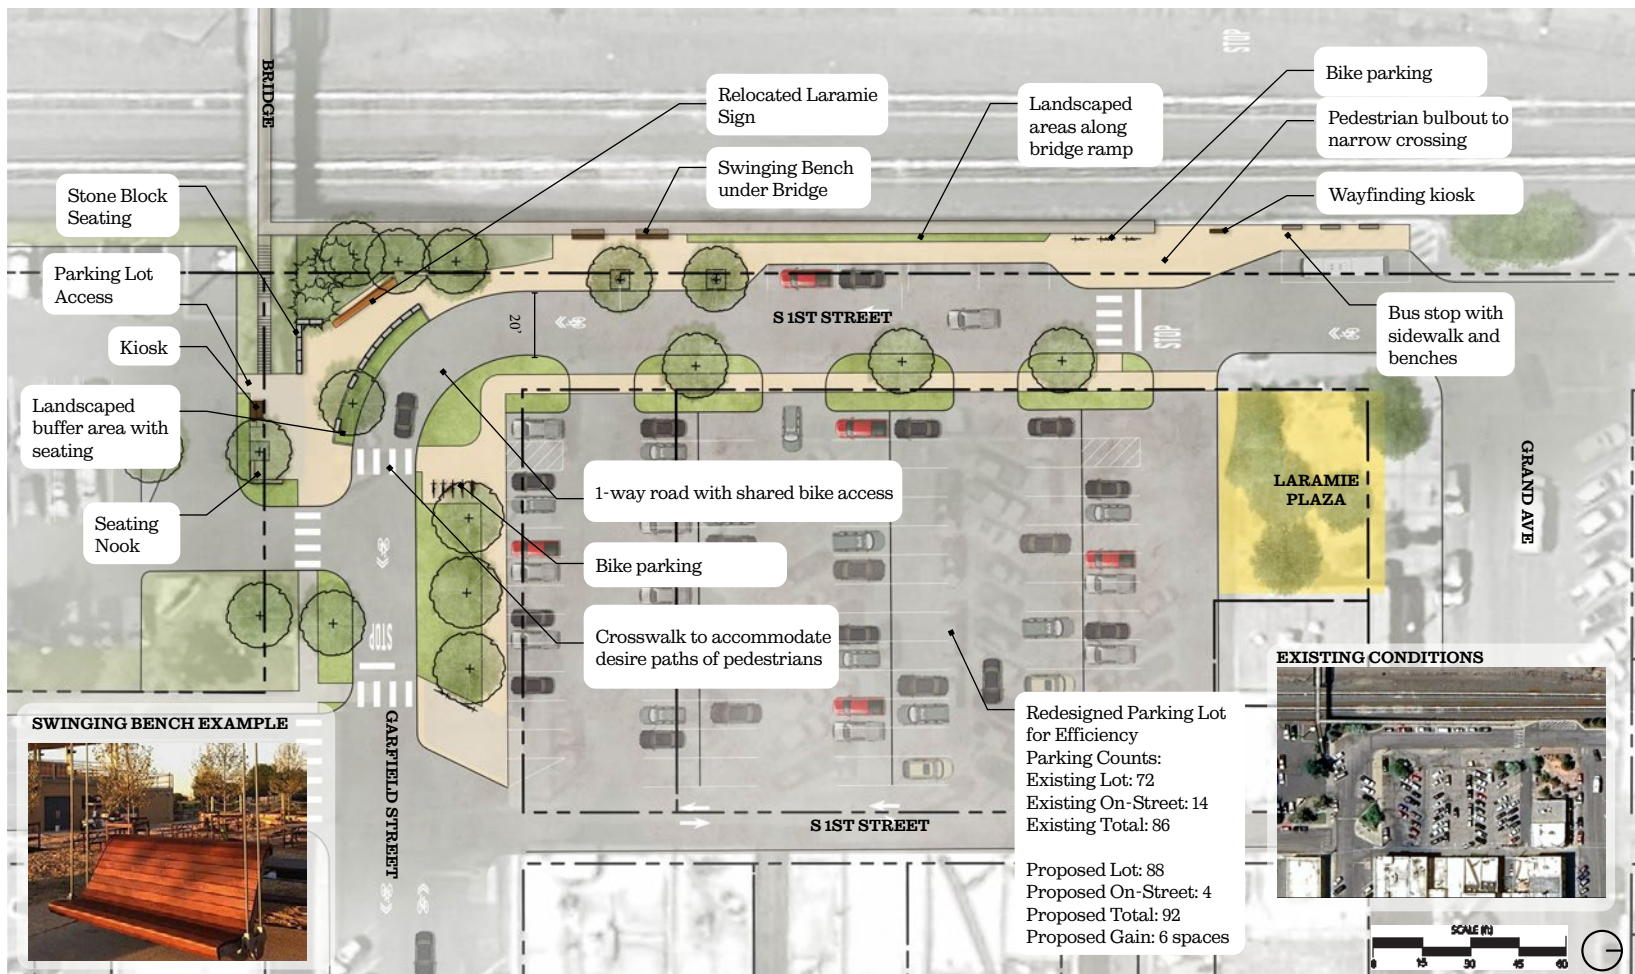 BRIDGE
STOP
Bike parking
Relocated Laramie
Sign
Landscaped
areas along
bridge ramp
Pedestrian bulbout to
narrow crossing
Swinging Bench
under Bridge
Stone Block
Seating
Wayfinding kiosk
Parking Lot
Access
Kiosk
20'
S 1ST STREET
STOP
Bus stop with
sidewalk and
benches
Landscaped
buffer area with
seating
Seating
Nook
1-way road with shared bike access
LARAMIE
PLAZA
GRAND AVE
Bike parking
Crosswalk to accommodate
desire paths of pedestrians
STOP
GARFIELD STREET
S 1ST STREET
Redesigned Parking Lot
for Efficiency
Parking Counts:
Existing Lot: 72
Existing On-Street: 14
Existing Total: 86
Proposed Lot: 88
Proposed On-Street: 4
Proposed Total: 92
Proposed Gain: 6 spaces
SWINGING BENCH EXAMPLE
EXISTING CONDITIONS
SCALE (ft)
0 15 30 45 60